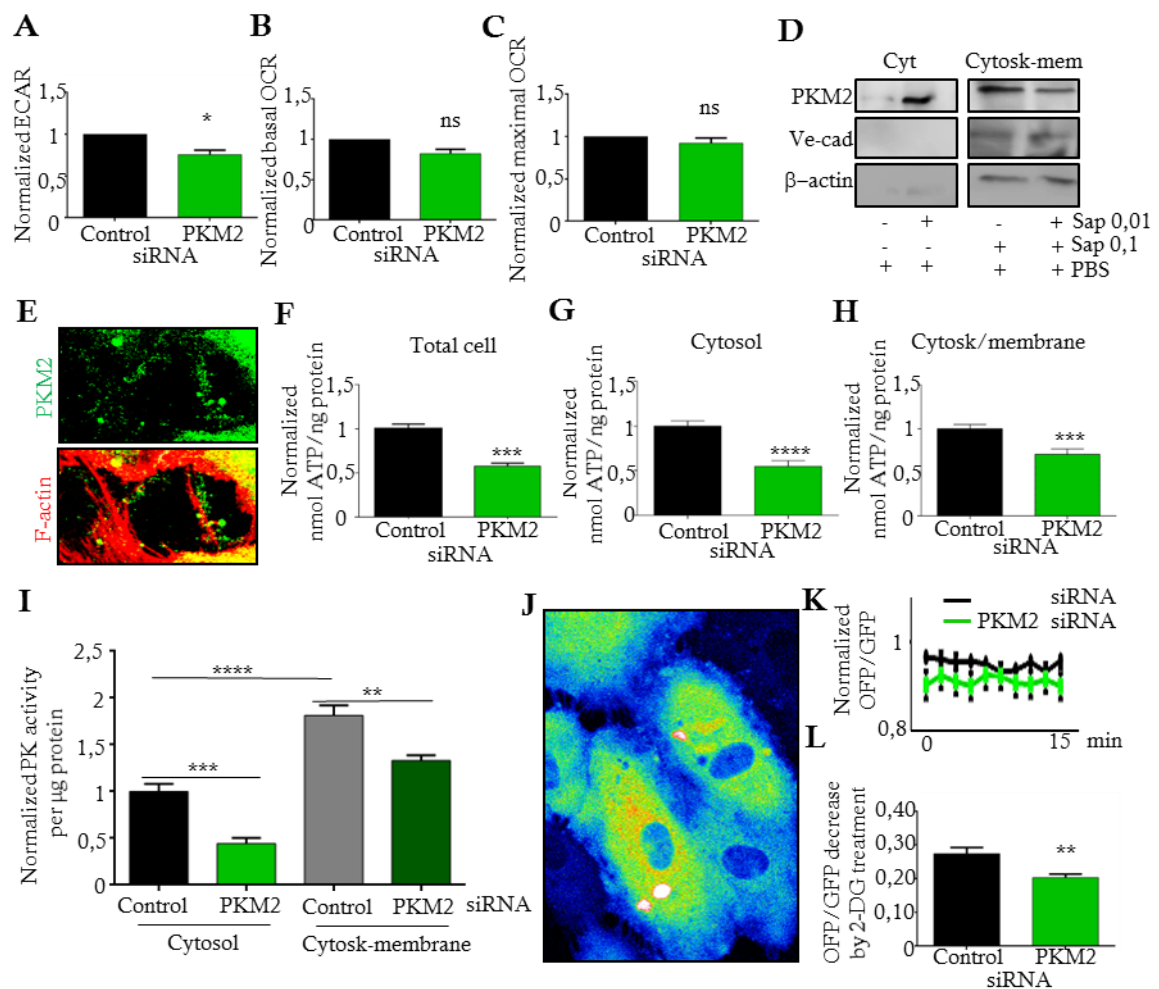 A
Normalized ECAR
1,5
1
0,5
0
*
Control
PKM2
siRNA
B
Normalized basal OCR
1,5
1
0,5
0
ns
Control
PKM2
siRNA
C
Normalized maximal OCR
1,5
1
0,5
0
ns
Control
PKM2
siRNA
D
Cyt
Cytosk-mem
PKM2
Ve-cad
β-actin
- + - + Sap 0,01
- - + + Sap 0,1
+ + + + PBS
E
PKM2
F-actin
F
Total cell
Normalized
nmol ATP/ng protein
1,5
1
0,5
0
***
Control
PKM2
siRNA
G
Cytosol
Normalized
nmol ATP/ng protein
1,5
1
0,5
0
****
Control
PKM2
siRNA
H
Cytosk/membrane
Normalized
nmol ATP/ng protein
1,5
1
0,5
0
***
Control
PKM2
siRNA
I
Normalized PK activity
per µg protein
2,5
2
1,5
1
0,5
0
****
**
***
Control
PKM2
Control
PKM2
siRNA
Cytosol
Cytosk-membrane
J
K
Normalized
OFP/GFP
1
0.8
siRNA
PKM2 siRNA
0
15 min
L
OFP/GFP decrease
by 2-DG treatment
0,40
0,30
0,20
0,10
0
**
Control
PKM2
siRNA